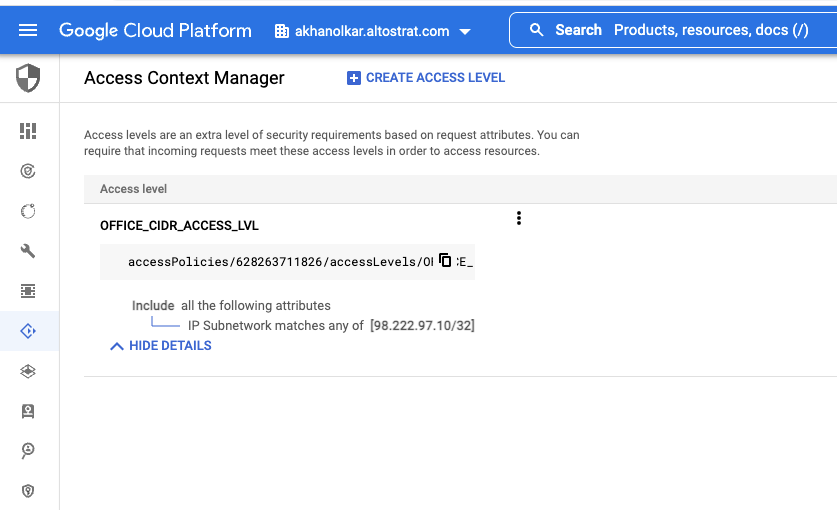 Google Cloud Platform akhanolkar.altostrat.com Search Products, resources, docs (/)
Access Context Manager CREATE ACCESS LEVEL
Access levels are an extra level of security requirements based on request attributes. You can
require that incoming requests meet these access levels in order to access resources.
Access level
OFFICE_CIDR_ACCESS_LVL
accessPolicies/628263711826/accessLevels/O
Include all the following attributes
IP Subnetwork matches any of [98.222.97.10/32]
HIDE DETAILS